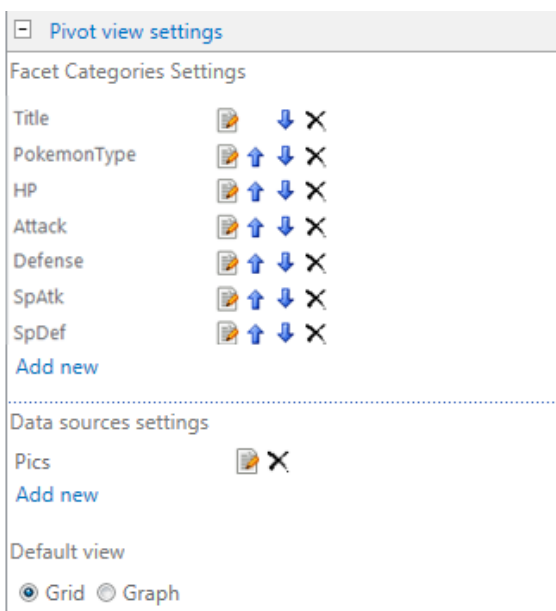 Pivot view settings
Facet Categories Settings
Title
PokemonType
HP
Attack
Defense
SpAtk
SpDef
Add new
Data sources settings
Pics
Add new
Default view
Grid Graph